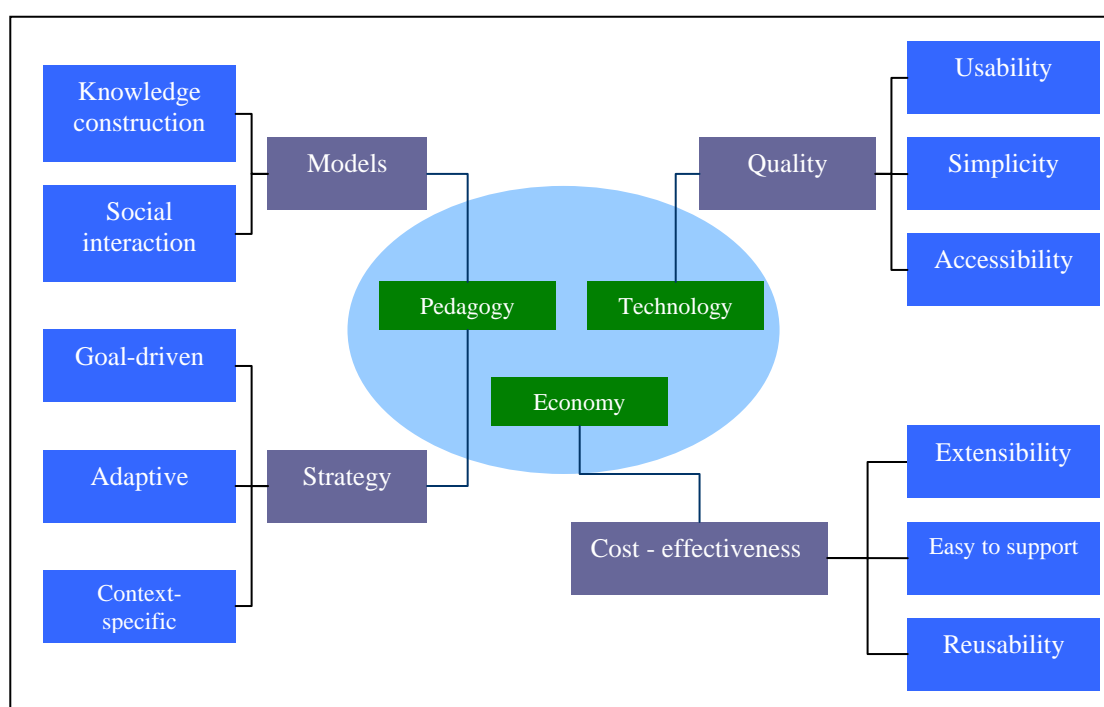 Knowledge
construction
Models
Social
interaction
Goal-driven
Adaptive
Strategy
Context-
specific
Pedagogy
Technology
Economy
Quality
Usability
Simplicity
Accessibility
Cost - effectiveness
Extensibility
Easy to support
Reusability